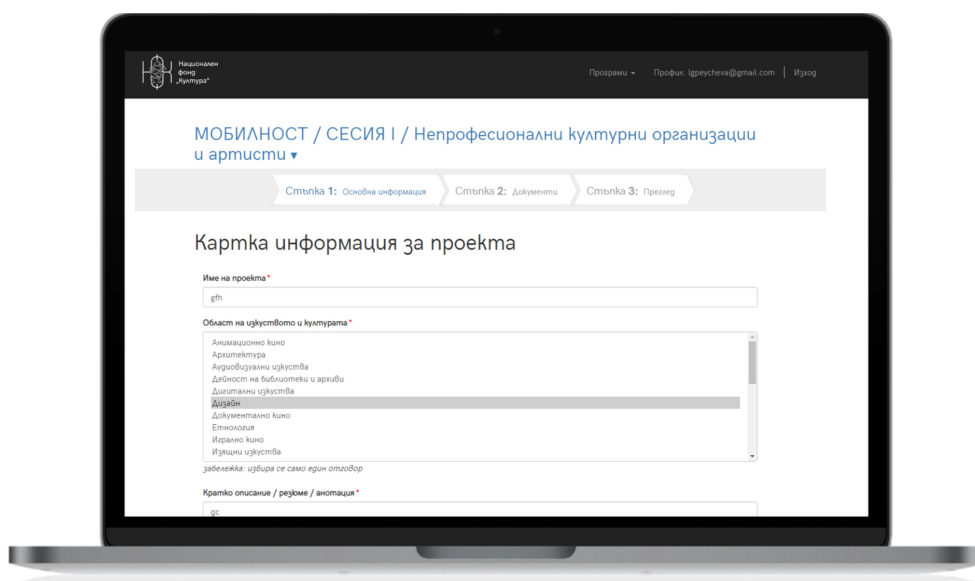 Национален
фонд
„Култура“
Програми
Профил: lgpeycheva@gmail.com
Изход
МОБИЛНОСТ / СЕСИЯ I / Непрофесионални културни организации
и артисти
Стъпка 1: Основна информация
Стъпка 2: Документи
Стъпка 3: Преглед
Картка информация за проекта
Име на проекта *
gfh
Област на изкуството и културата *
Анимационно кино
Архитектура
Аудиовизуални изкуства
Дейност на библиотеки и архиви
Дигитални изкуства
Дизайн
Документално кино
Етнология
Игрално кино
Изящни изкуства
забележка: избира се само един отговор
Кратко описание / резюме / анотация *
gc